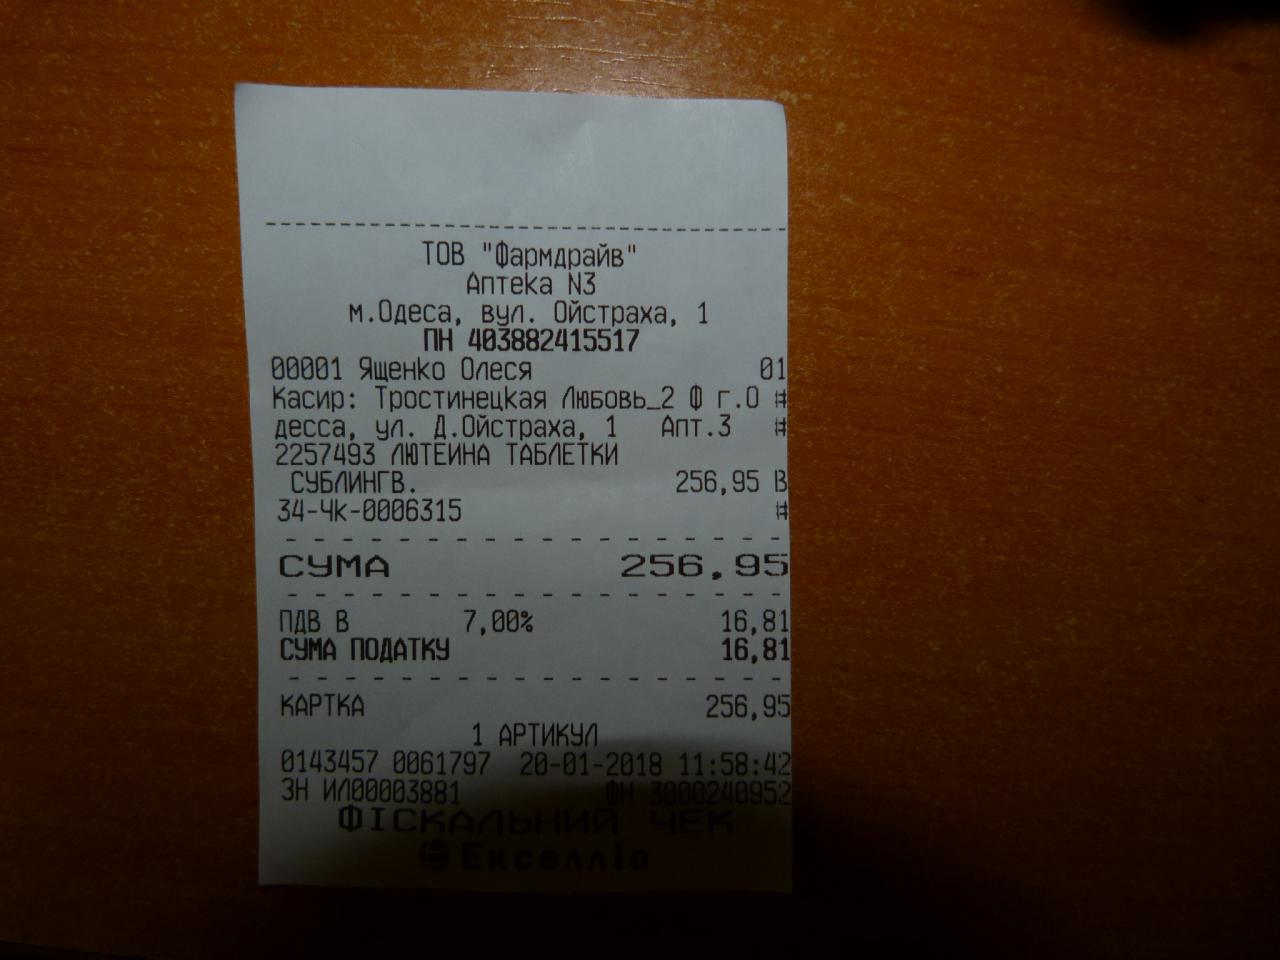 ТОВ "Фармдрайв"
Аптека N3
м.Одеса, вул. Ойстраха, 1
ПН 403882415517
00001 Ященко Олеся 01
Касир: Тростинецкая Любовь_2 Ф г.О #
десса, ул. Д.Ойстраха, 1 Апт.3 #
2257493 ЛЮТЕИНА ТАБЛЕТКИ
СУБЛИНГВ. 256,95 В
34-Чк-0006315 #
СУМА 256,95
ПДВ В 7,00% 16,81
СУМА ПОДАТКУ 16,81
КАРТКА 256,95
1 АРТИКУЛ
0143457 0061797 20-01-2018 11:58:42
ЗН ИЛ00003881 ФН 3000240952
ФІСКАЛЬНИЙ ЧЕК
Екселліо